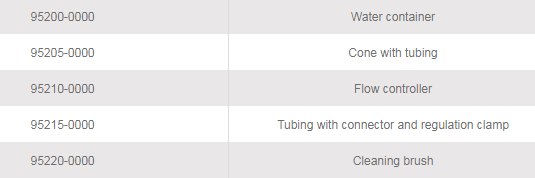 95200-0000 Water container
95205-0000 Cone with tubing
95210-0000 Flow controller
95215-0000 Tubing with connector and regulation clamp
95220-0000 Cleaning brush